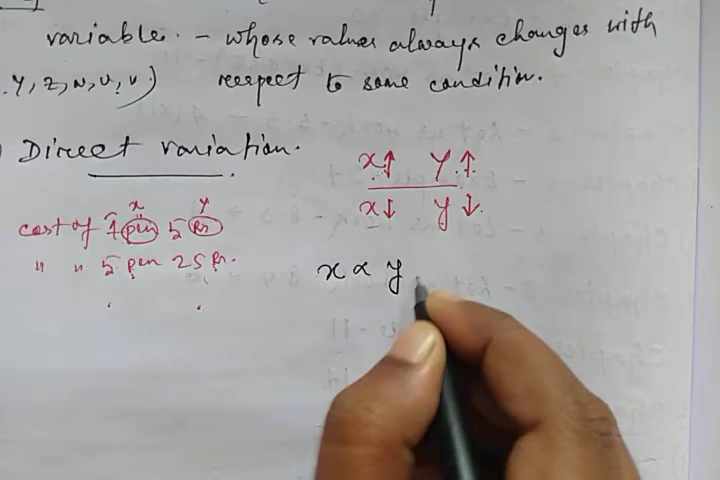 variable. - whose values always changes with
, y, z, w, u, v) respect to some condition.
) Direct variation.
x↑ y↑
x↓ y↓
x y
cost of 1 pen 5 Rs
" " 5 pen 25 Rs.
x ∝ y